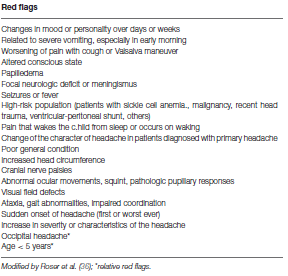 Red flags
Changes in mood or personality over days or weeks
Related to severe vomiting, especially in early morning
Worsening of pain with cough or Valsalva maneuver
Altered conscious state
Papilledema
Focal neurologic deficit or meningismus
Seizures or fever
High-risk population (patients with sickle cell anemia., malignancy, recent head
trauma, ventricular-peritoneal shunt, others)
Pain that wakes the c.hild from sleep or occurs on waking
Change of the character of headache in patients diagnosed with primary headache
Poor general condition
Increased head circumference
Cranial nerve palsies
Abnormal ocular movements, squint, pathologic pupillary responses
Visual field defects
Ataxia, gait abnormalities, impaired coordination
Sudden onset of headache (first or worst ever)
Increase in severity or characteristics of the headache
Occipital headache*
Age < 5 years*
Modified by Roser et al. (36); *relative red flags.